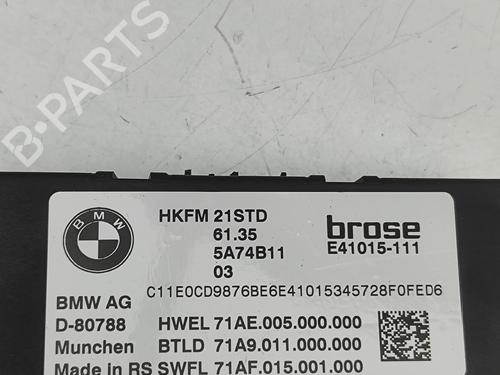 BMW
HKFM 21STD
61.35
5A74B11
03
brose
E41015-111
C11E0CD9876BE6E41015345728F0FED6
BMW AG
D-80788
Munchen
Made in RS
HWEL 71AE.005.000.000
BTLD 71A9.011.000.000
SWFL 71AF.015.001.000